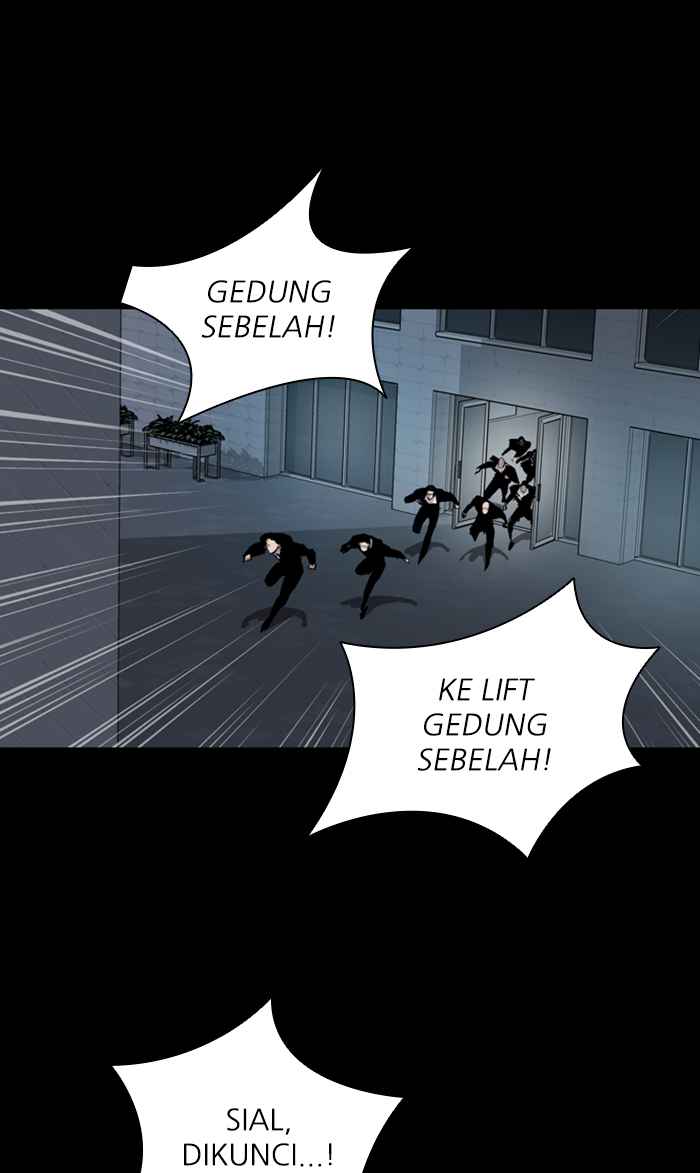 GEDUNG
SEBELAH!
KE LIFT
GEDUNG
SEBELAH!
SIAL,
DIKUNCI...!